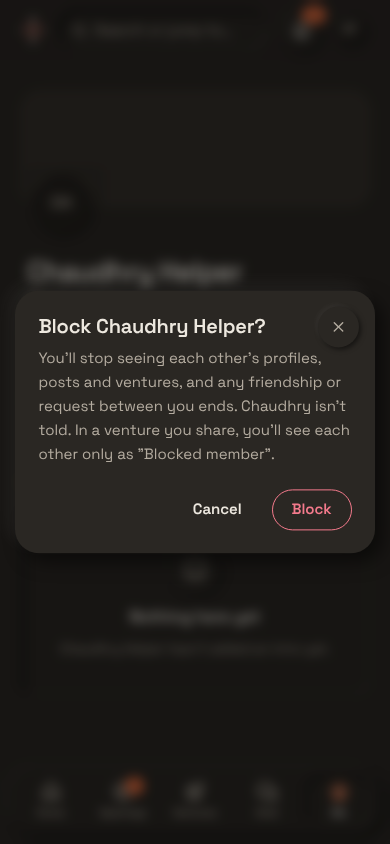 Block Chaudhry Helper?
You'll stop seeing each other's profiles,
posts and ventures, and any friendship or
request between you ends. Chaudhry isn't
told. In a venture you share, you'll see each
other only as "Blocked member".
Cancel
Block